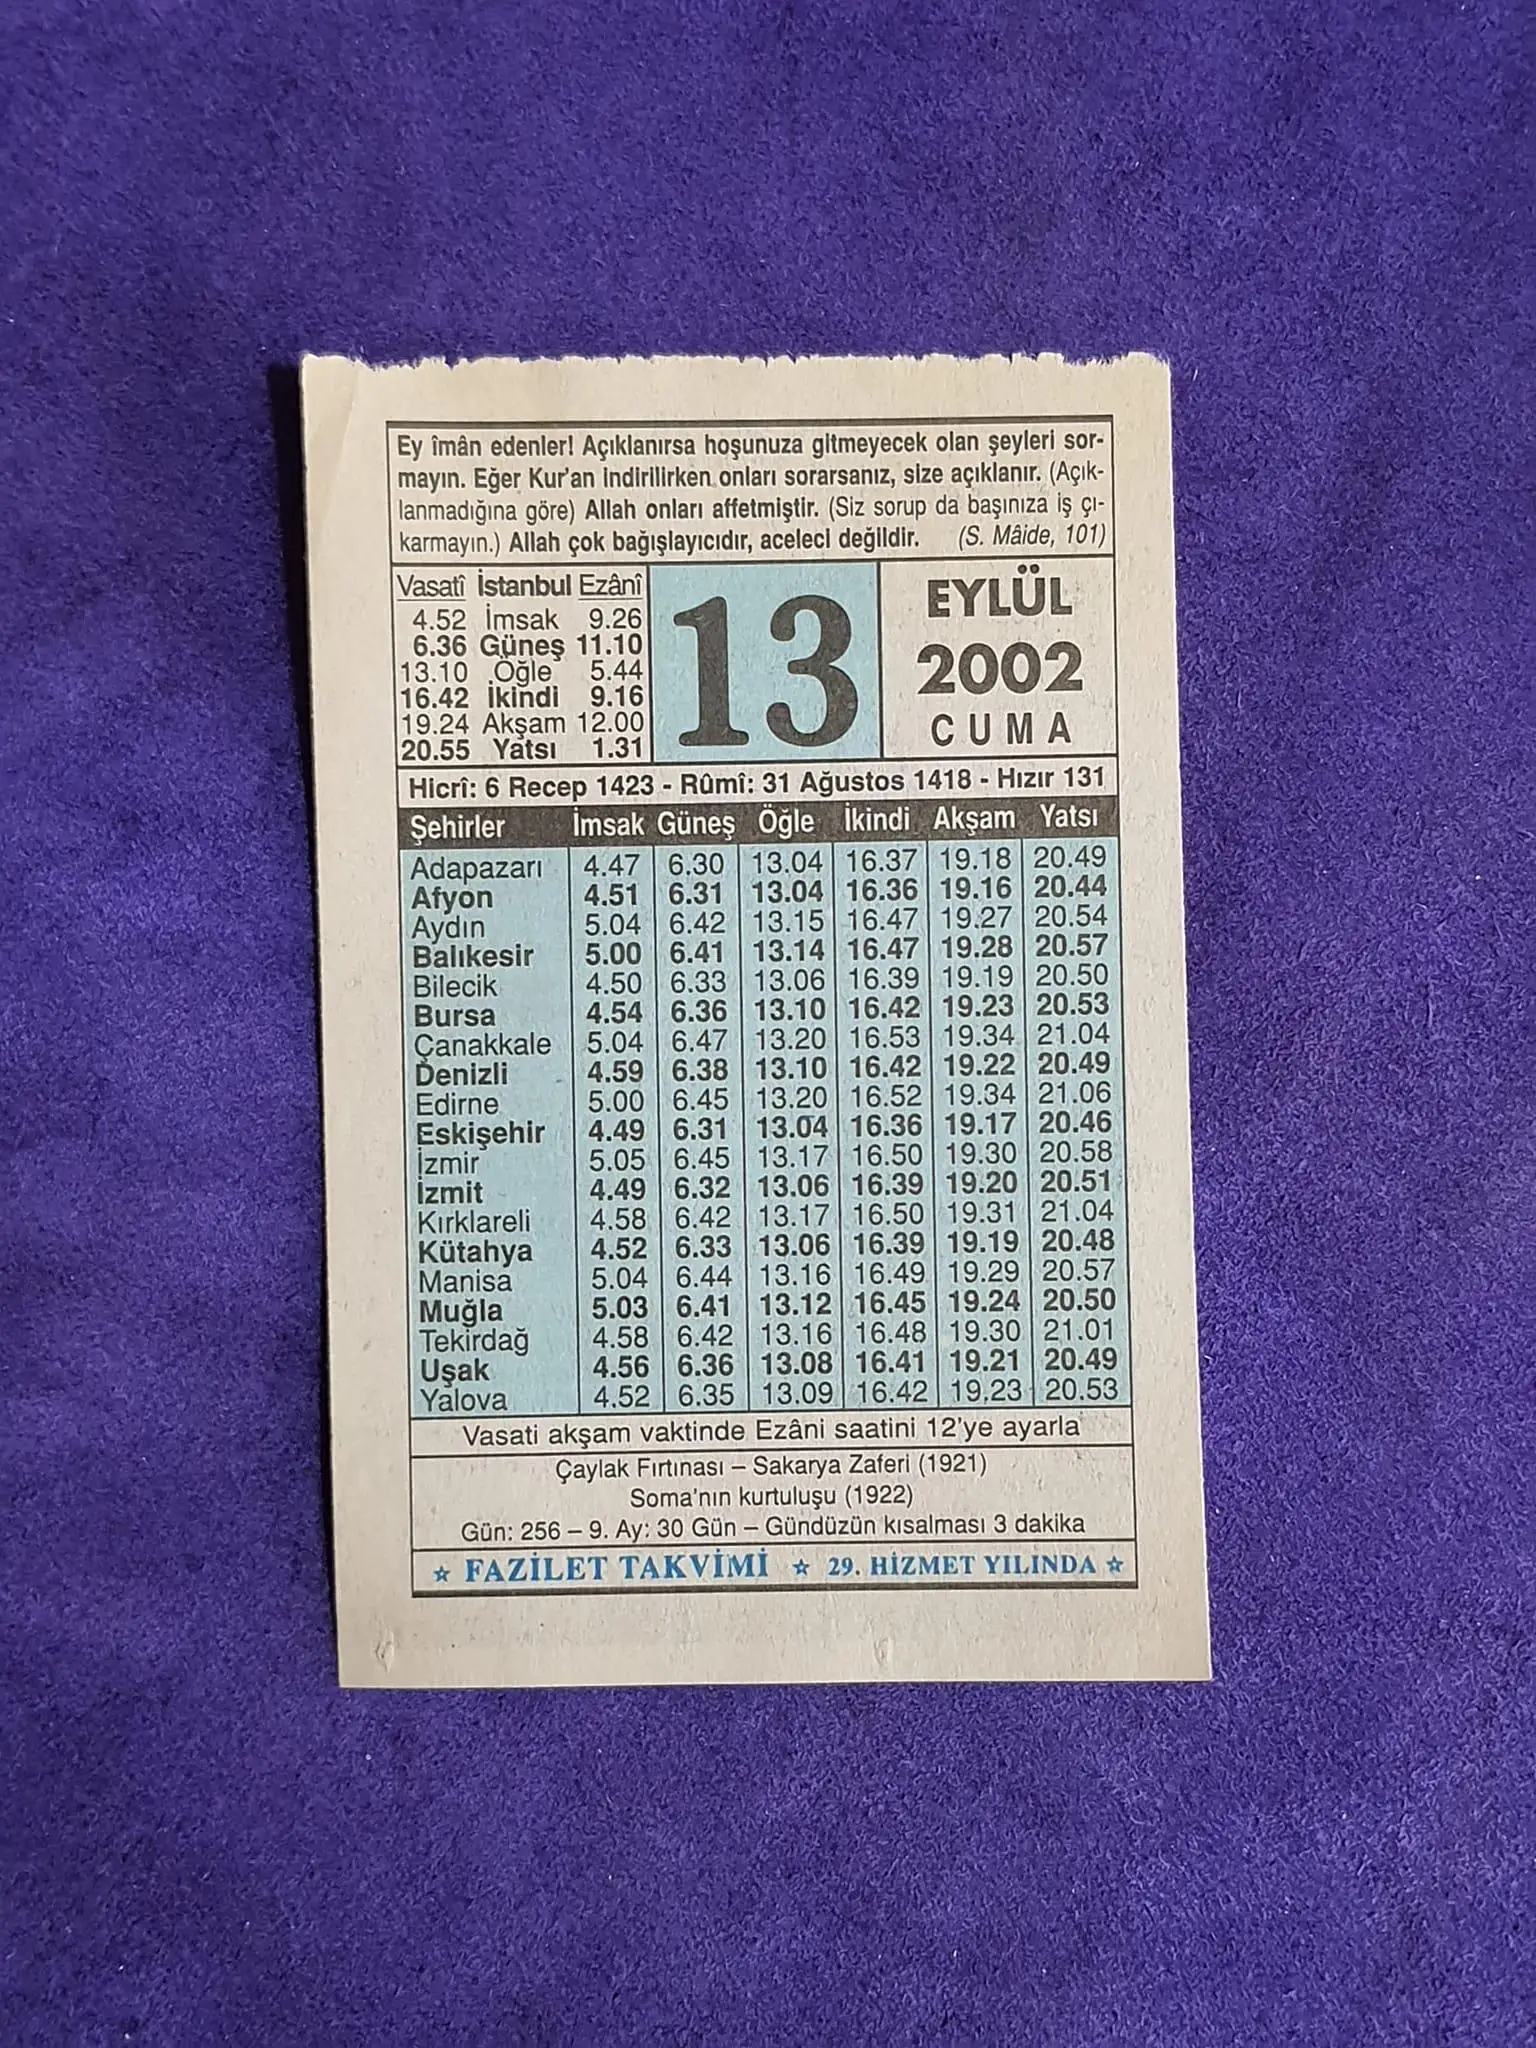 Ey îmân edenler! Açıklanırsa hoşunuza gitmeyecek olan şeyleri sor-
mayın. Eğer Kur'an indirilirken onları sorarsanız, size açıklanır. (Açık-
lanmadığına göre) Allah onları affetmiştir. (Siz sorup da başınıza iş çı-
karmayın.) Allah çok bağışlayıcıdır, aceleci değildir. (S. Mâide, 101)
Vasatî İstanbul Ezânî
4.52 İmsak 9.26
6.36 Güneş 11.10
13.10 Öğle 5.44
16.42 İkindi 9.16
19.24 Akşam 12.00
20.55 Yatsı 1.31
13
EYLÜL
2002
CUMA
Hicrî: 6 Recep 1423 - Rûmî: 31 Ağustos 1418 - Hızır 131
Şehirler İmsak Güneş Öğle İkindi Akşam Yatsı
Adapazarı 4.47 6.30 13.04 16.37 19.18 20.49
Afyon 4.51 6.31 13.04 16.36 19.16 20.44
Aydın 5.04 6.42 13.15 16.47 19.27 20.54
Balıkesir 5.00 6.41 13.14 16.47 19.28 20.57
Bilecik 4.50 6.33 13.06 16.39 19.19 20.50
Bursa 4.54 6.36 13.10 16.42 19.23 20.53
Çanakkale 5.04 6.47 13.20 16.53 19.34 21.04
Denizli 4.59 6.38 13.10 16.42 19.22 20.49
Edirne 5.00 6.45 13.20 16.52 19.34 21.06
Eskişehir 4.49 6.31 13.04 16.36 19.17 20.46
İzmir 5.05 6.45 13.17 16.50 19.30 20.58
İzmit 4.49 6.32 13.06 16.39 19.20 20.51
Kırklareli 4.58 6.42 13.17 16.50 19.31 21.04
Kütahya 4.52 6.33 13.06 16.39 19.19 20.48
Manisa 5.04 6.44 13.16 16.49 19.29 20.57
Muğla 5.03 6.41 13.12 16.45 19.24 20.50
Tekirdağ 4.58 6.42 13.16 16.48 19.30 21.01
Uşak 4.56 6.36 13.08 16.41 19.21 20.49
Yalova 4.52 6.35 13.09 16.42 19.23 20.53
Vasati akşam vaktinde Ezâni saatini 12'ye ayarla
Çaylak Fırtınası – Sakarya Zaferi (1921)
Soma'nın kurtuluşu (1922)
Gün: 256 – 9. Ay: 30 Gün – Gündüzün kısalması 3 dakika
☆ FAZİLET TAKVİMİ ☆ 29. HİZMET YILINDA ☆